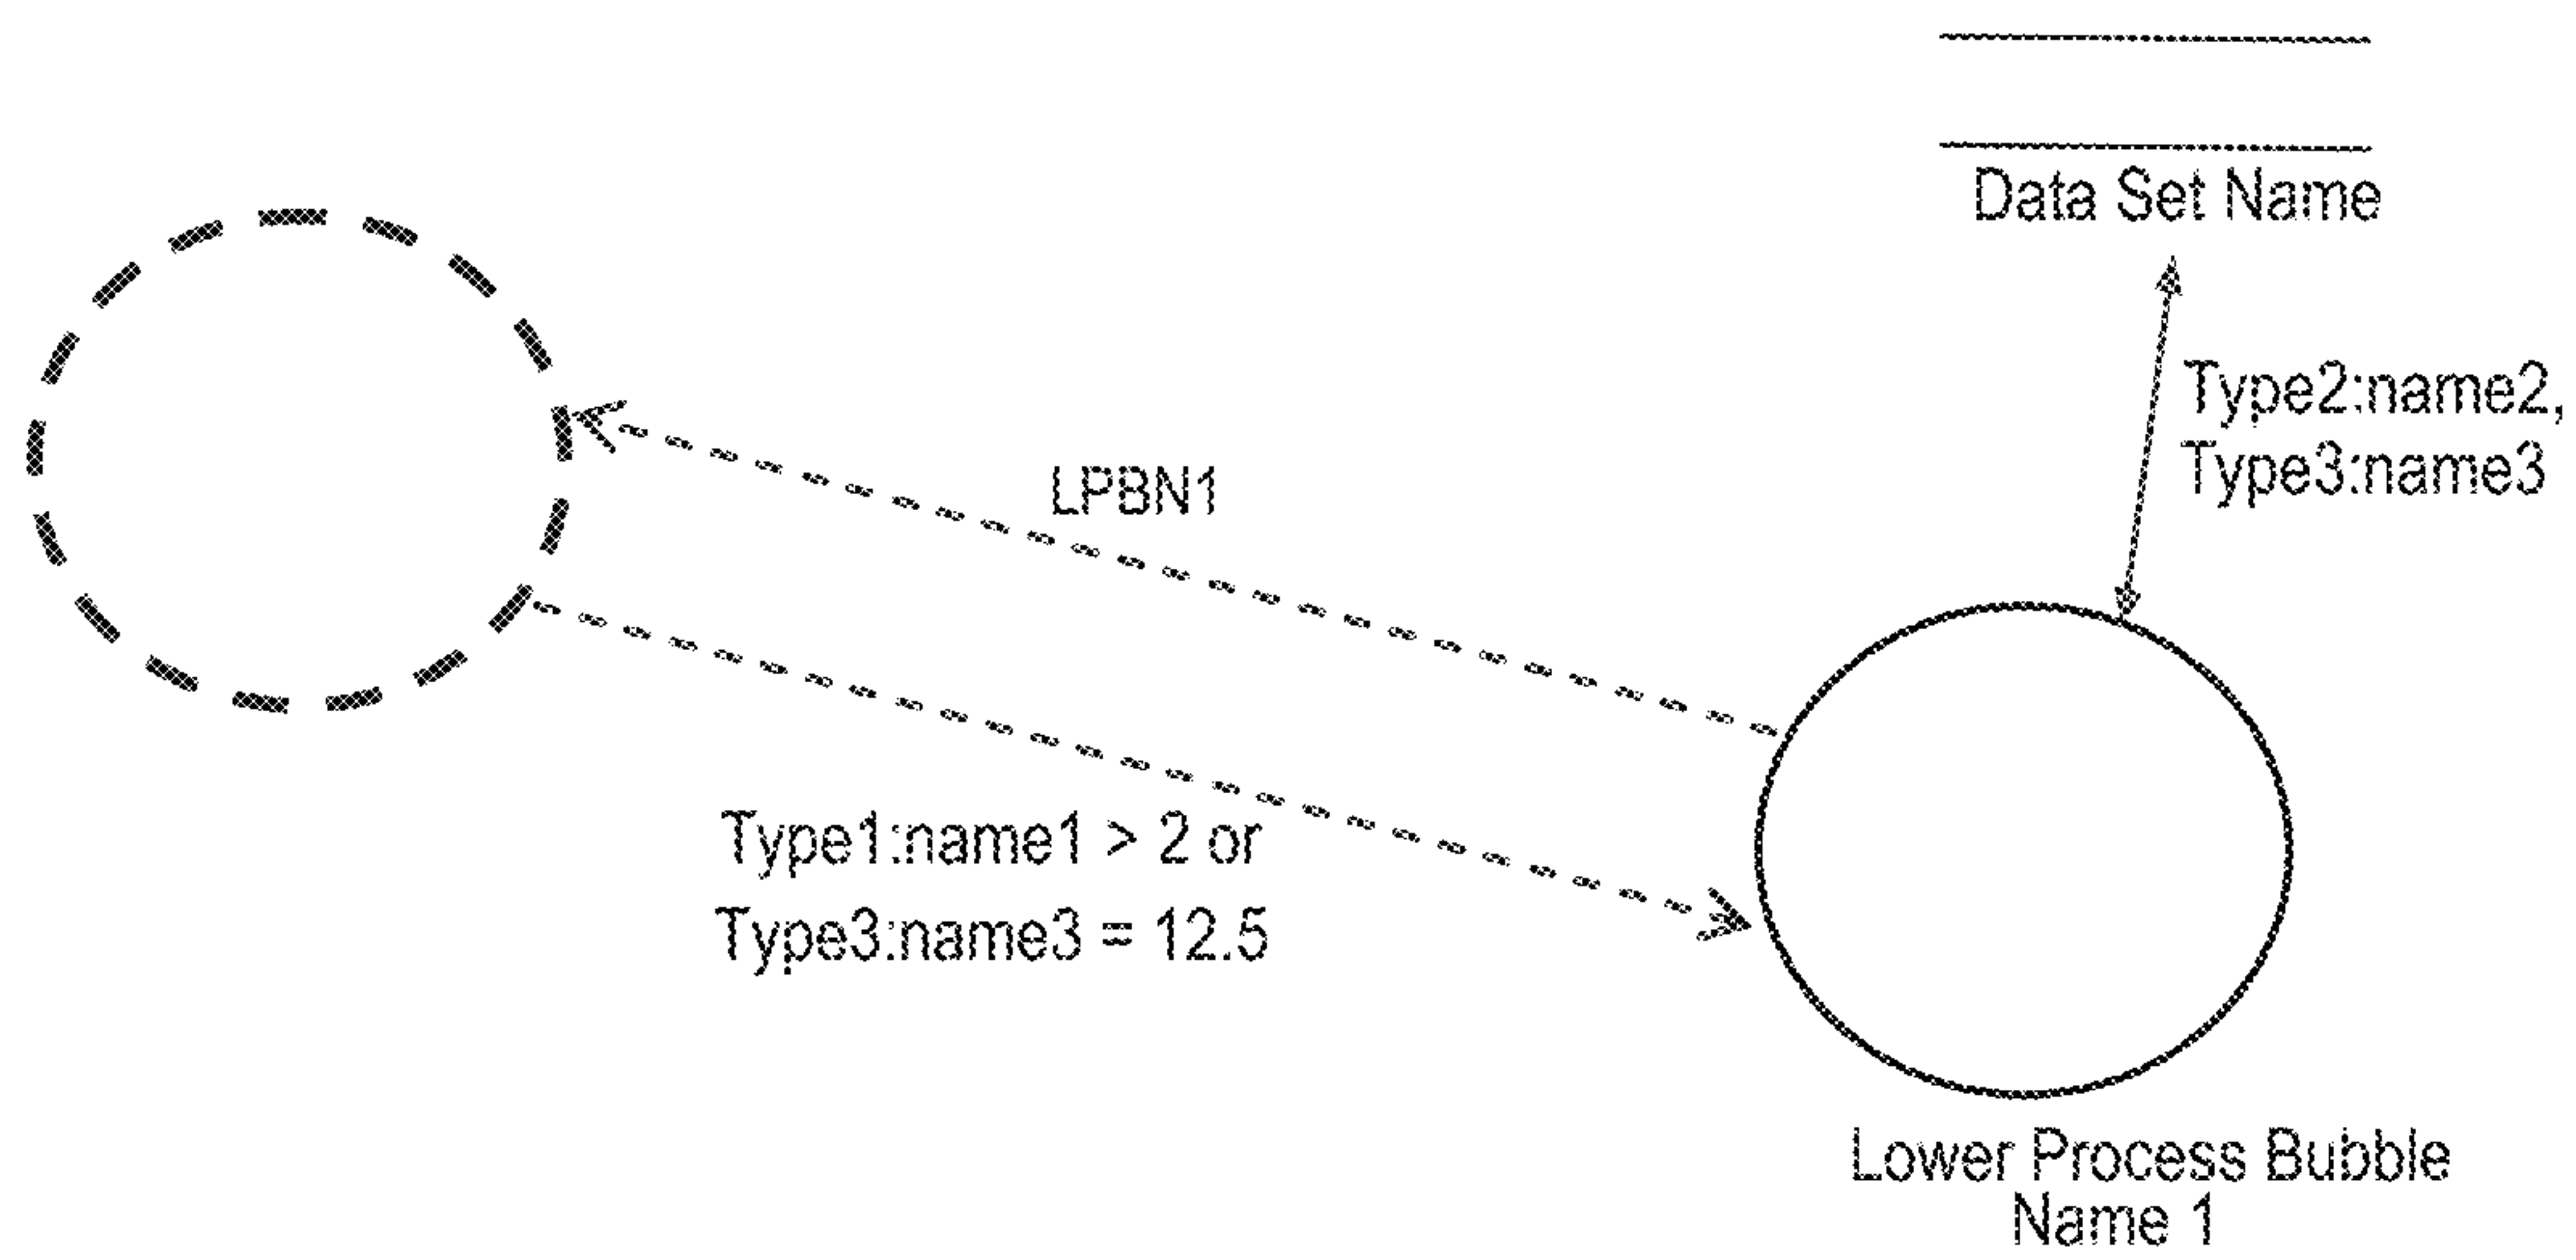 Data Set Name
Type2:name2,
Type3:name3
LPBN1
Type1:name1 > 2 or
Type3:name3 = 12.5
Lower Process Bubble
Name 1